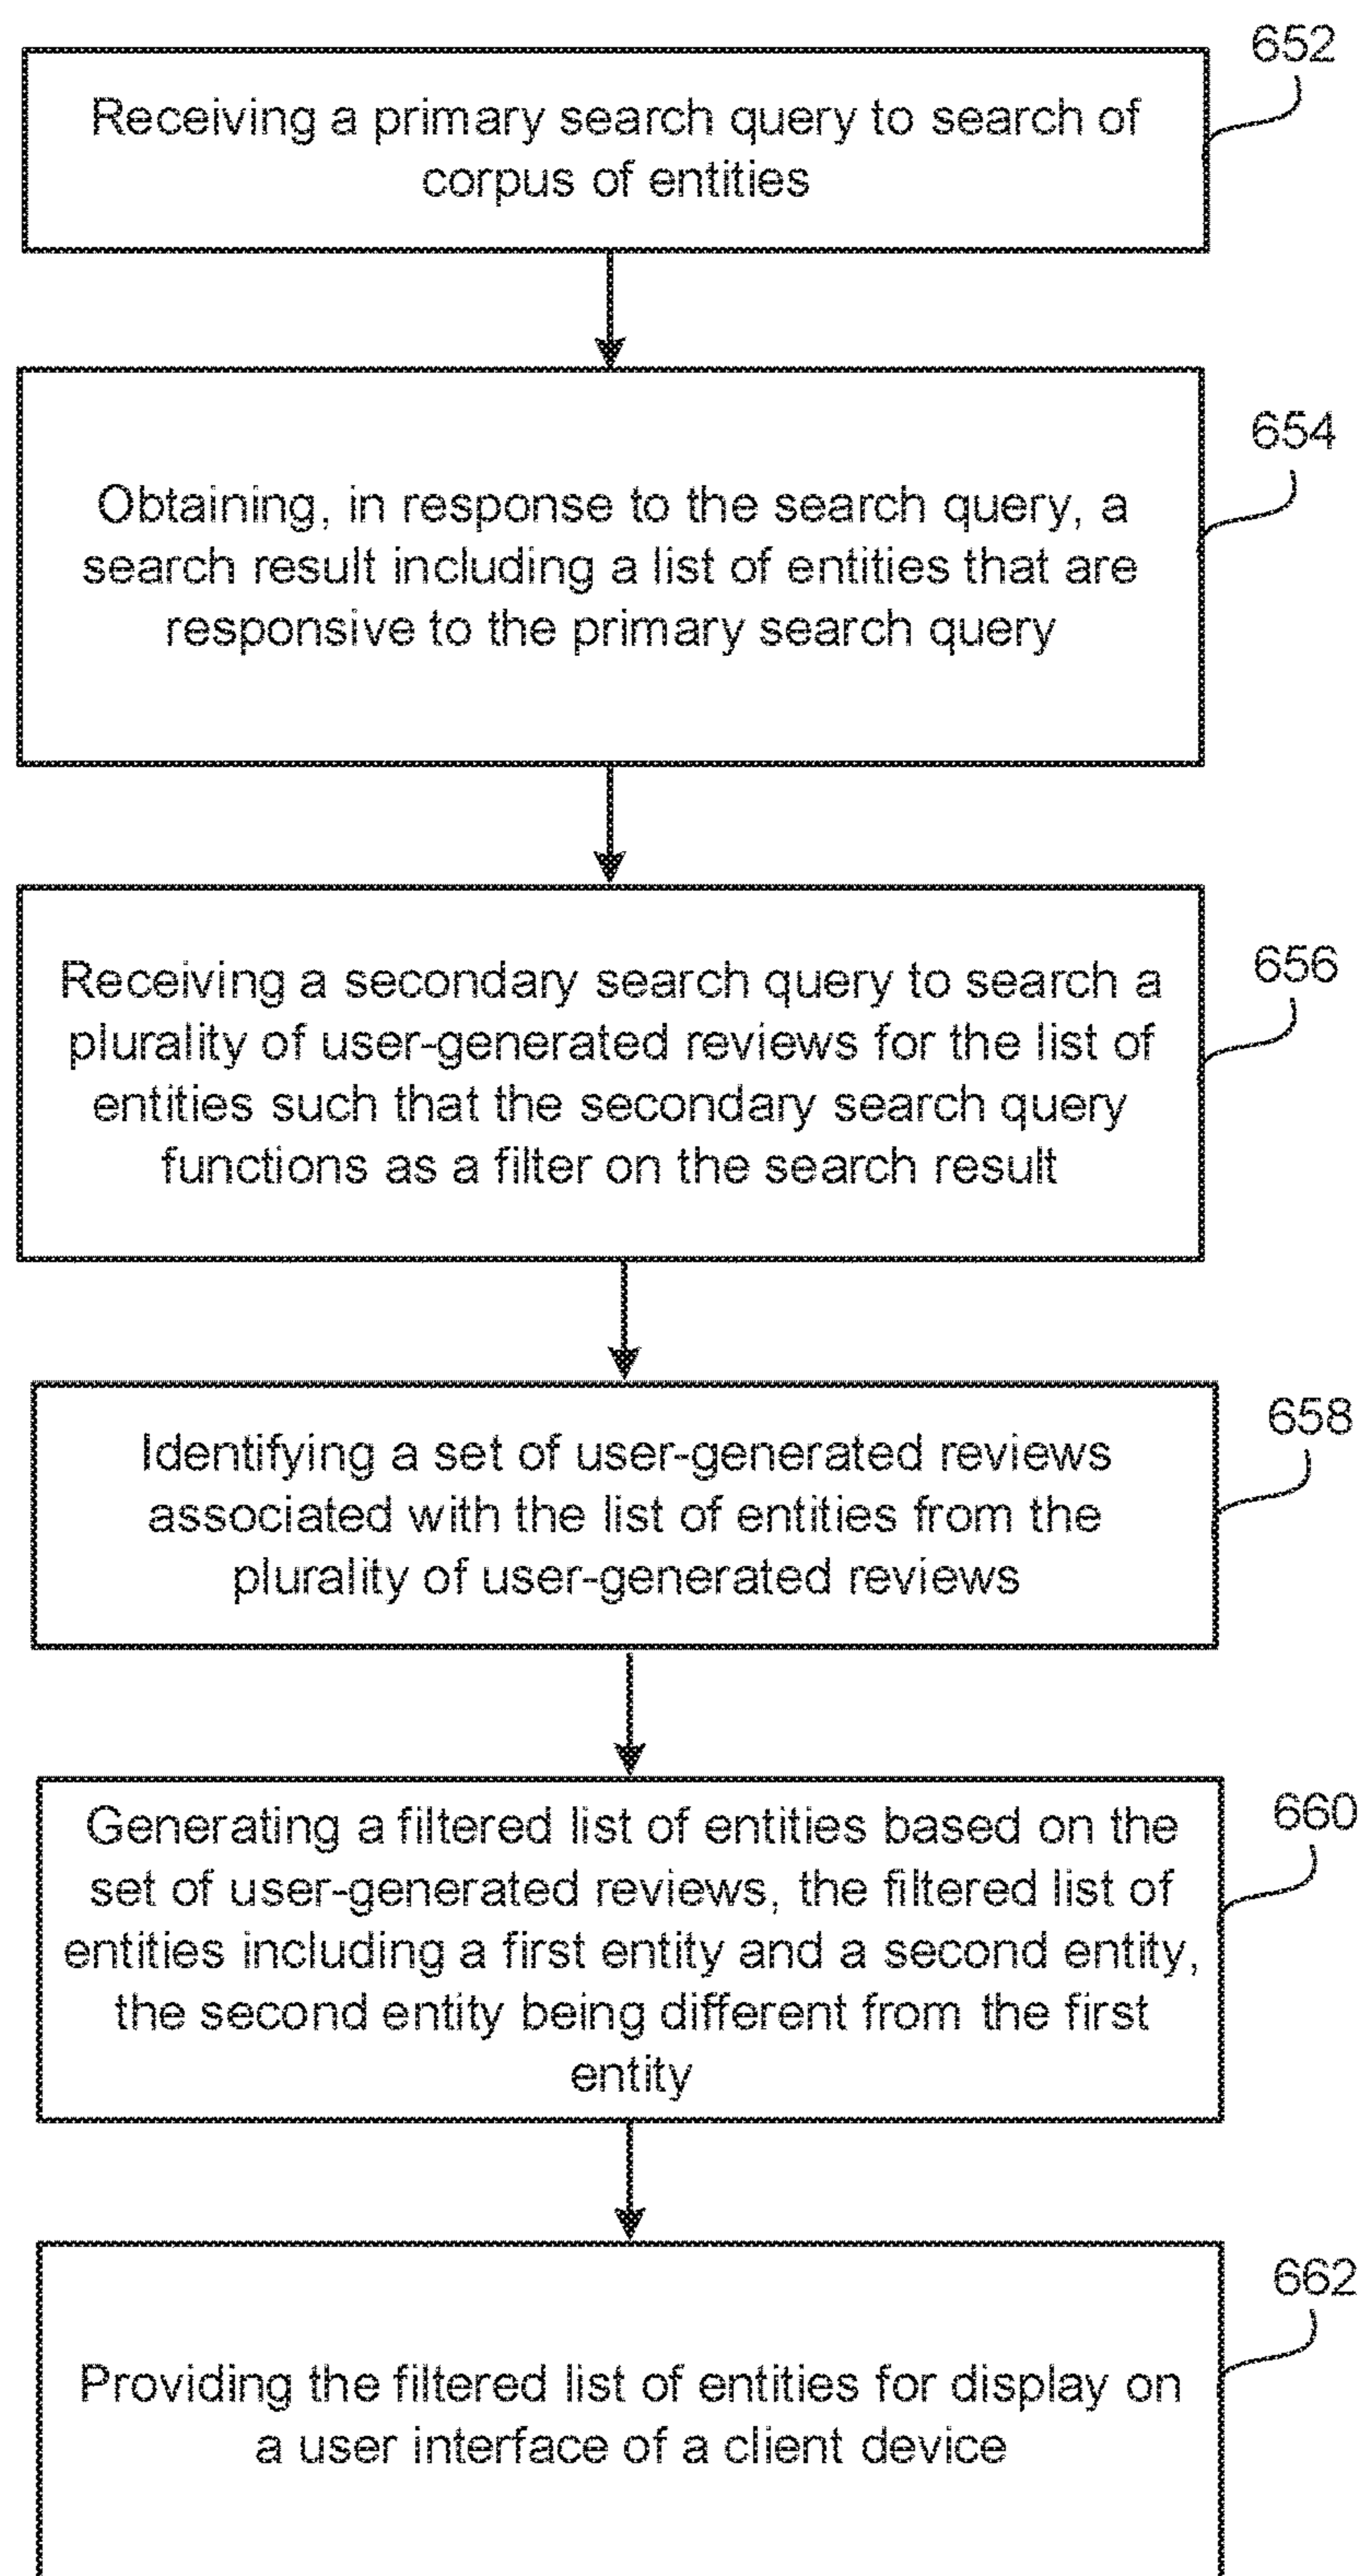 652
Receiving a primary search query to search of
corpus of entities
654
Obtaining, in response to the search query, a
search result including a list of entities that are
responsive to the primary search query
656
Receiving a secondary search query to search a
plurality of user-generated reviews for the list of
entities such that the secondary search query
functions as a filter on the search result
658
Identifying a set of user-generated reviews
associated with the list of entities from the
plurality of user-generated reviews
660
Generating a filtered list of entities based on the
set of user-generated reviews, the filtered list of
entities including a first entity and a second entity,
the second entity being different from the first
entity
662
Providing the filtered list of entities for display on
a user interface of a client device